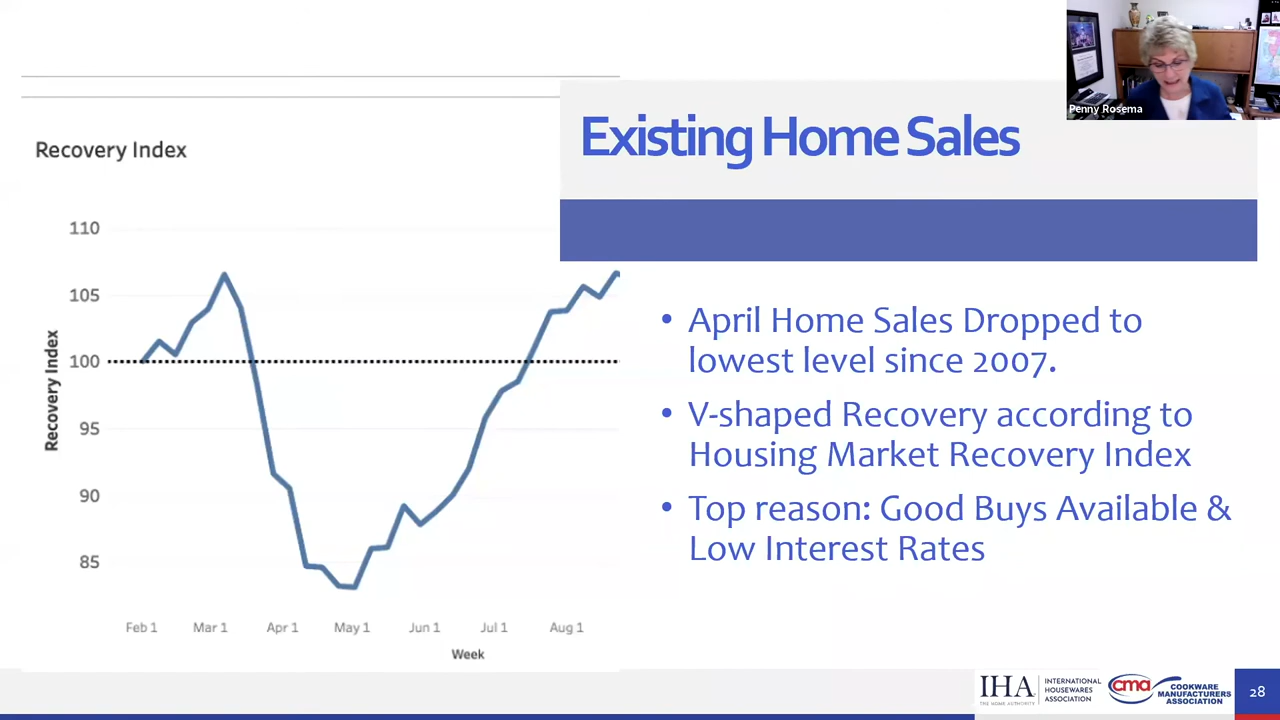 Penny Rosema
Existing Home Sales
Recovery Index
110
105
100
95
90
85
Recovery Index
Feb 1 Mar 1 Apr 1 May 1 Jun 1 Jul 1 Aug 1
Week
• April Home Sales Dropped to
lowest level since 2007.
• V-shaped Recovery according to
Housing Market Recovery Index
• Top reason: Good Buys Available &
Low Interest Rates
IHA
THE HOME AUTHORITY
INTERNATIONAL
HOUSEWARES
ASSOCIATION
cma
COOKWARE
MANUFACTURERS
ASSOCIATION
28